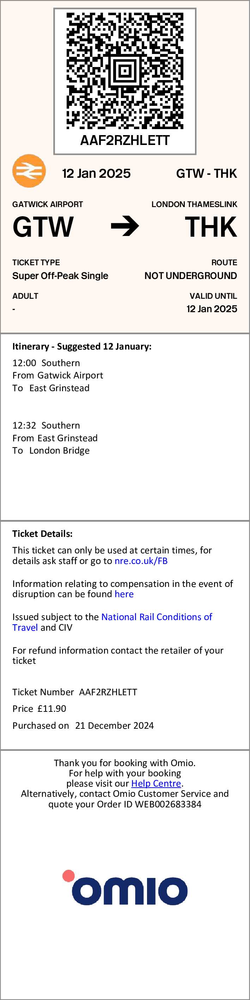 AAF2RZHLETT
12 Jan 2025 GTW - THK
GATWICK AIRPORT LONDON THAMESLINK
GTW → THK
TICKET TYPE ROUTE
Super Off-Peak Single NOT UNDERGROUND
ADULT VALID UNTIL
- 12 Jan 2025
Itinerary - Suggested 12 January:
12:00 Southern
From Gatwick Airport
To East Grinstead
12:32 Southern
From East Grinstead
To London Bridge
Ticket Details:
This ticket can only be used at certain times, for
details ask staff or go to nre.co.uk/FB
Information relating to compensation in the event of
disruption can be found here
Issued subject to the National Rail Conditions of
Travel and CIV
For refund information contact the retailer of your
ticket
Ticket Number AAF2RZHLETT
Price £11.90
Purchased on 21 December 2024
Thank you for booking with Omio.
For help with your booking
please visit our Help Centre.
Alternatively, contact Omio Customer Service and
quote your Order ID WEB002683384
omio